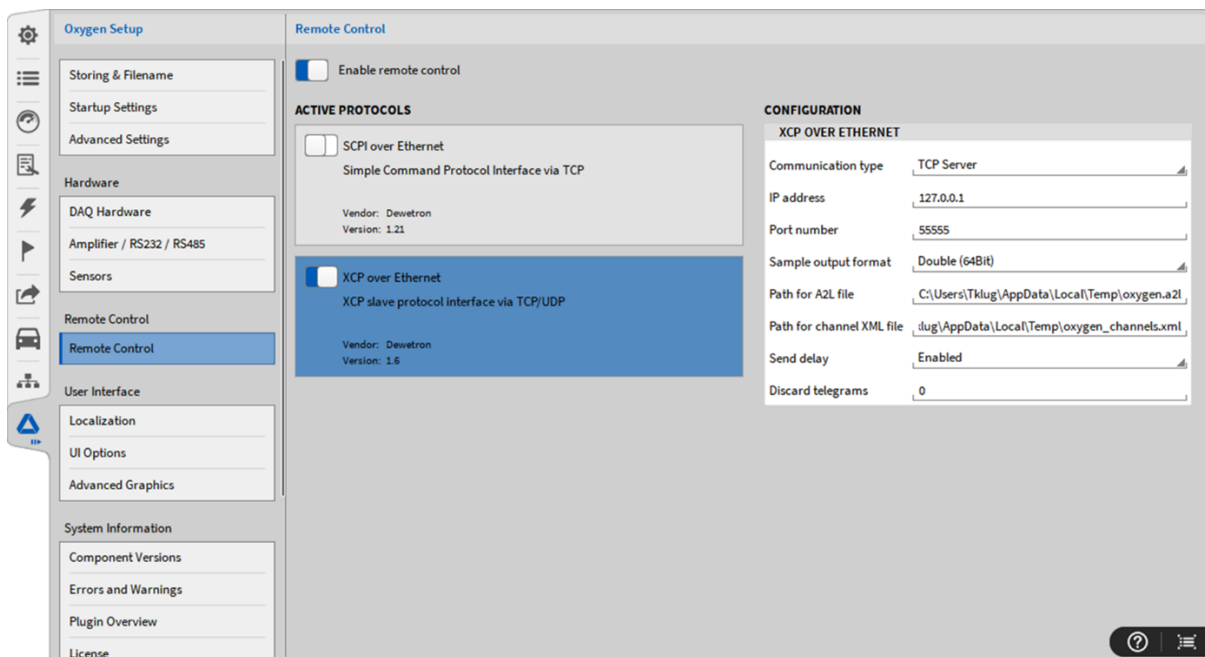 Oxygen Setup
Storing & Filename
Startup Settings
Advanced Settings
Hardware
DAQ Hardware
Amplifier / RS232 / RS485
Sensors
Remote Control
Remote Control
User Interface
Localization
UI Options
Advanced Graphics
System Information
Component Versions
Errors and Warnings
Plugin Overview
License
Remote Control
Enable remote control
ACTIVE PROTOCOLS
SCPI over Ethernet
Simple Command Protocol Interface via TCP
Vendor: Dewetron
Version: 1.21
XCP over Ethernet
XCP slave protocol interface via TCP/UDP
Vendor: Dewetron
Version: 1.6
CONFIGURATION
XCP OVER ETHERNET
Communication type TCP Server
IP address 127.0.0.1
Port number 55555
Sample output format Double (64Bit)
Path for A2L file C:\Users\Tklug\AppData\Local\Temp\oxygen.a2l
Path for channel XML file :lug\AppData\Local\Temp\oxygen_channels.xml
Send delay Enabled
Discard telegrams 0